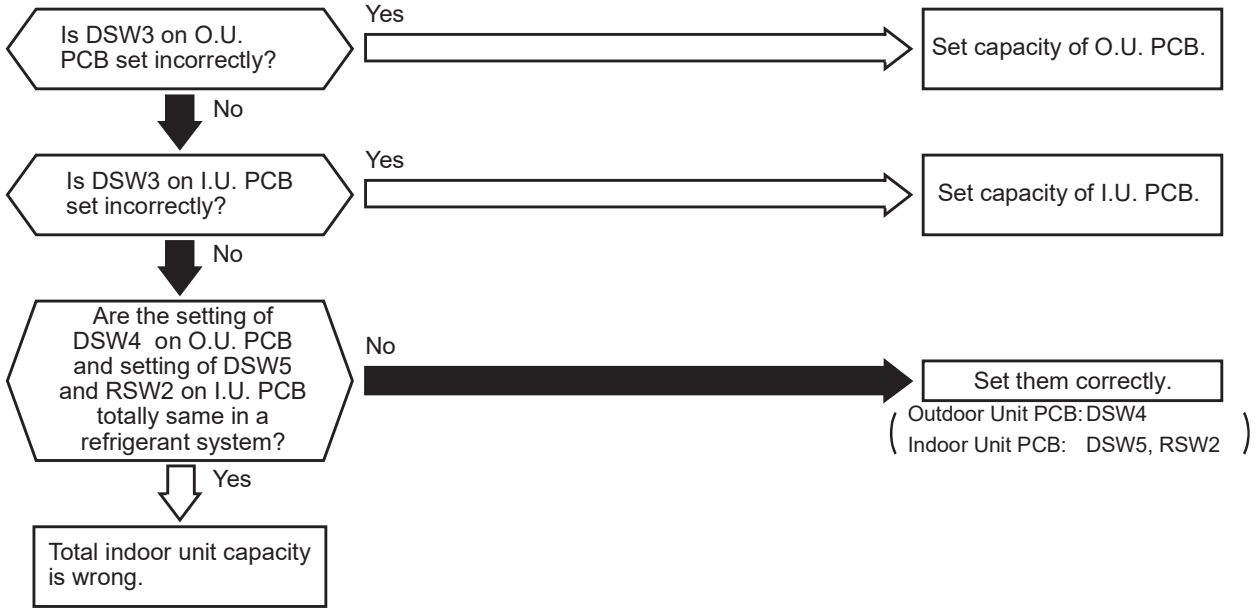 Is DSW3 on O.U.
PCB set incorrectly?
Yes
Set capacity of O.U. PCB.
No
Is DSW3 on I.U. PCB
set incorrectly?
Yes
Set capacity of I.U. PCB.
No
Are the setting of
DSW4 on O.U. PCB
and setting of DSW5
and RSW2 on I.U. PCB
totally same in a
refrigerant system?
No
Set them correctly.
( Outdoor Unit PCB: DSW4
Indoor Unit PCB: DSW5, RSW2 )
Yes
Total indoor unit capacity
is wrong.